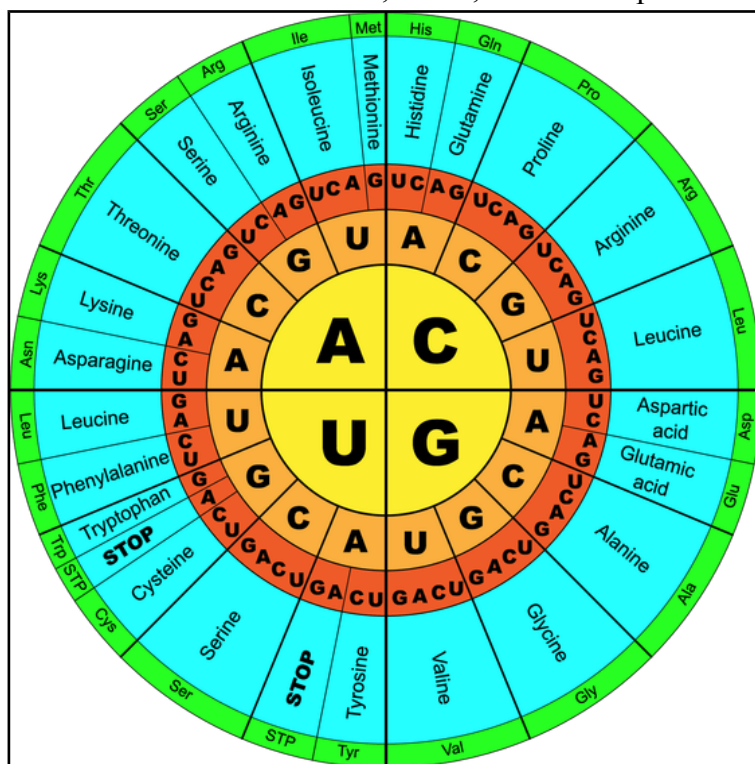 His
Gln
Pro
Arg
Leu
Asp
Glu
Ala
Gly
Val
Tyr
STP
Ser
Cys
STP
Trp
Phe
Leu
Asn
Lys
Thr
Ser
Arg
Ile
Met
Histidine
Glutamine
Proline
Arginine
Leucine
Aspartic
acid
Glutamic
acid
Alanine
Glycine
Valine
Tyrosine
STOP
Serine
Cysteine
STOP
Tryptophan
Phenylalanine
Leucine
Asparagine
Lysine
Threonine
Serine
Arginine
Isoleucine
Methionine
U C A G U C A G U C A G U C A G
U C A G U C A G U C A G U C A G
U C A G U C A G U C A G U C A G
U C A G U C A G U C A G U C A G
A C G U
A C G U
A C G U
A C G U
A C
U G